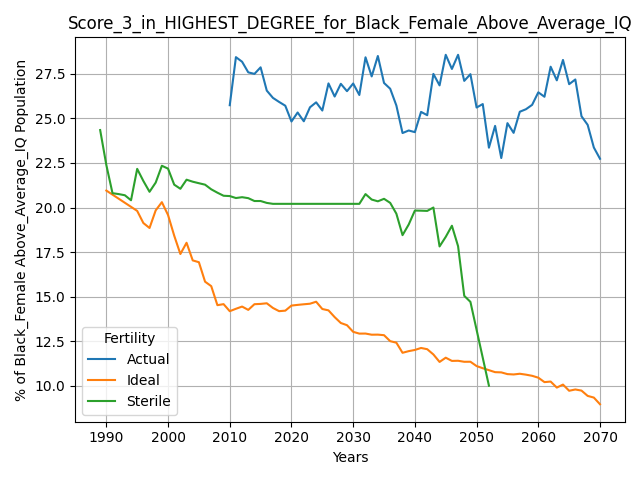 Score_3_in_HIGHEST_DEGREE_for_Black_Female_Above_Average_IQ
% of Black_Female Above_Average_IQ Population
27.5
25.0
22.5
20.0
17.5
15.0
12.5
10.0
Fertility
Actual
Ideal
Sterile
1990 2000 2010 2020 2030 2040 2050 2060 2070
Years